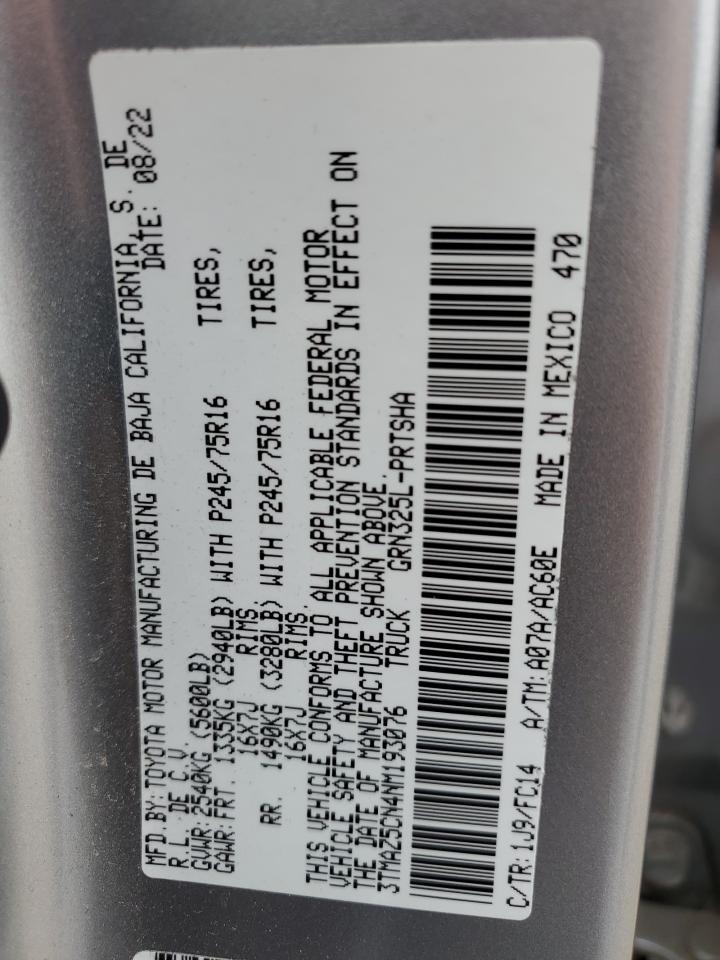 MFD.BY:TOYOTA MOTOR MANUFACTURING DE BAJA CALIFORNIA, S. DE
R.L. DE C.V. DATE: 08/22
GVWR:2540KG (5600LB)
GAWR:FRT. 1335KG (2940LB) WITH P245/75R16 TIRES,
16X7J RIMS,
RR. 1490KG (3280LB) WITH P245/75R16 TIRES,
16X7J RIMS.
THIS VEHICLE CONFORMS TO ALL APPLICABLE FEDERAL MOTOR
VEHICLE SAFETY AND THEFT PREVENTION STANDARDS IN EFFECT ON
THE DATE OF MANUFACTURE SHOWN ABOVE.
3TMAZ5CN4NM193076 TRUCK GRN325L-PRTSHA
C/TR:1J9/FC14 A/TM:A07A/AC60E MADE IN MEXICO 470